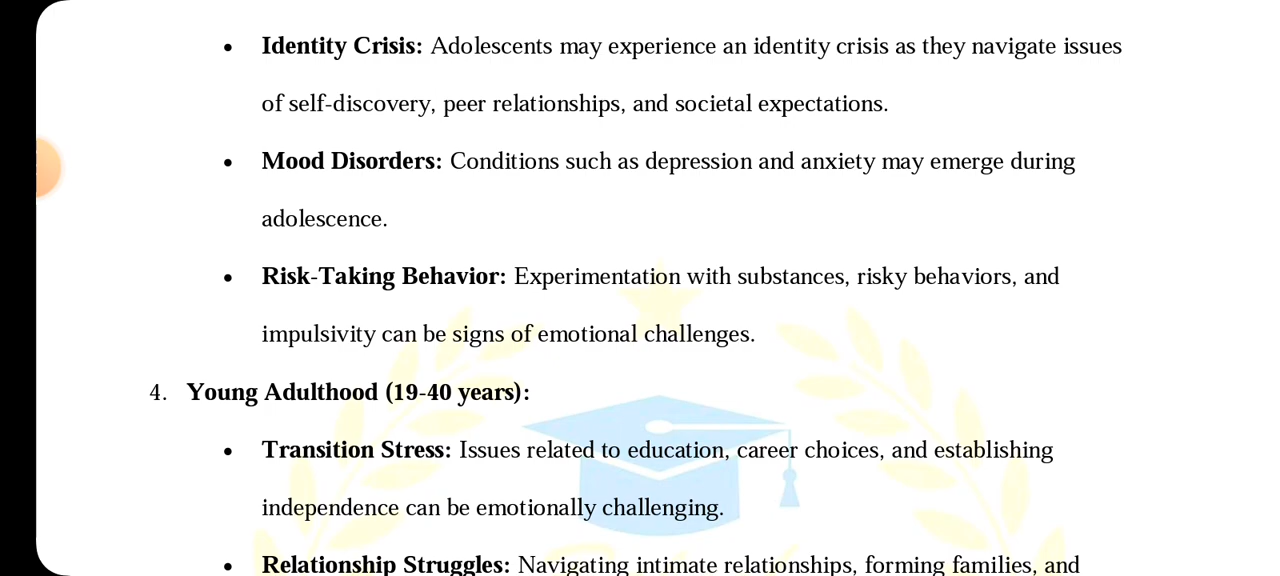 • Identity Crisis: Adolescents may experience an identity crisis as they navigate issues
of self-discovery, peer relationships, and societal expectations.
• Mood Disorders: Conditions such as depression and anxiety may emerge during
adolescence.
• Risk-Taking Behavior: Experimentation with substances, risky behaviors, and
impulsivity can be signs of emotional challenges.
4. Young Adulthood (19-40 years):
• Transition Stress: Issues related to education, career choices, and establishing
independence can be emotionally challenging.
• Relationship Struggles: Navigating intimate relationships, forming families, and